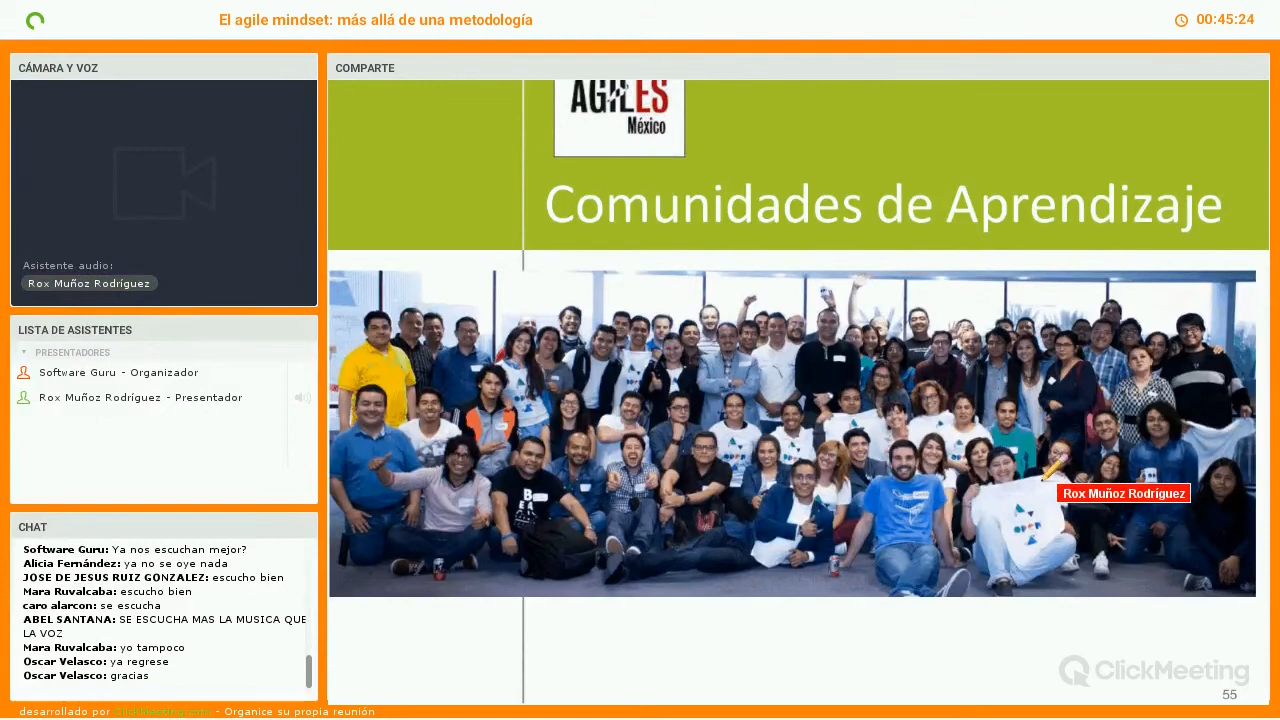 El agile mindset: más allá de una metodología
00:45:24
CÁMARA Y VOZ
Asistente audio:
Rox Muñoz Rodríguez
LISTA DE ASISTENTES
PRESENTADORES
Software Guru - Organizador
Rox Muñoz Rodríguez - Presentador
CHAT
Software Guru: Ya nos escuchan mejor?
Alicia Fernández: ya no se oye nada
JOSE DE JESUS RUIZ GONZALEZ: escucho bien
Mara Ruvalcaba: escucho bien
caro alarcon: se escucha
ABEL SANTANA: SE ESCUCHA MAS LA MUSICA QUE
LA VOZ
Mara Ruvalcaba: yo tampoco
Oscar Velasco: ya regrese
Oscar Velasco: gracias
desarrollado por ClickMeeting.com - Organice su propia reunión
COMPARTE
AGILES
México
Comunidades de Aprendizaje
Rox Muñoz Rodríguez
ClickMeeting
55